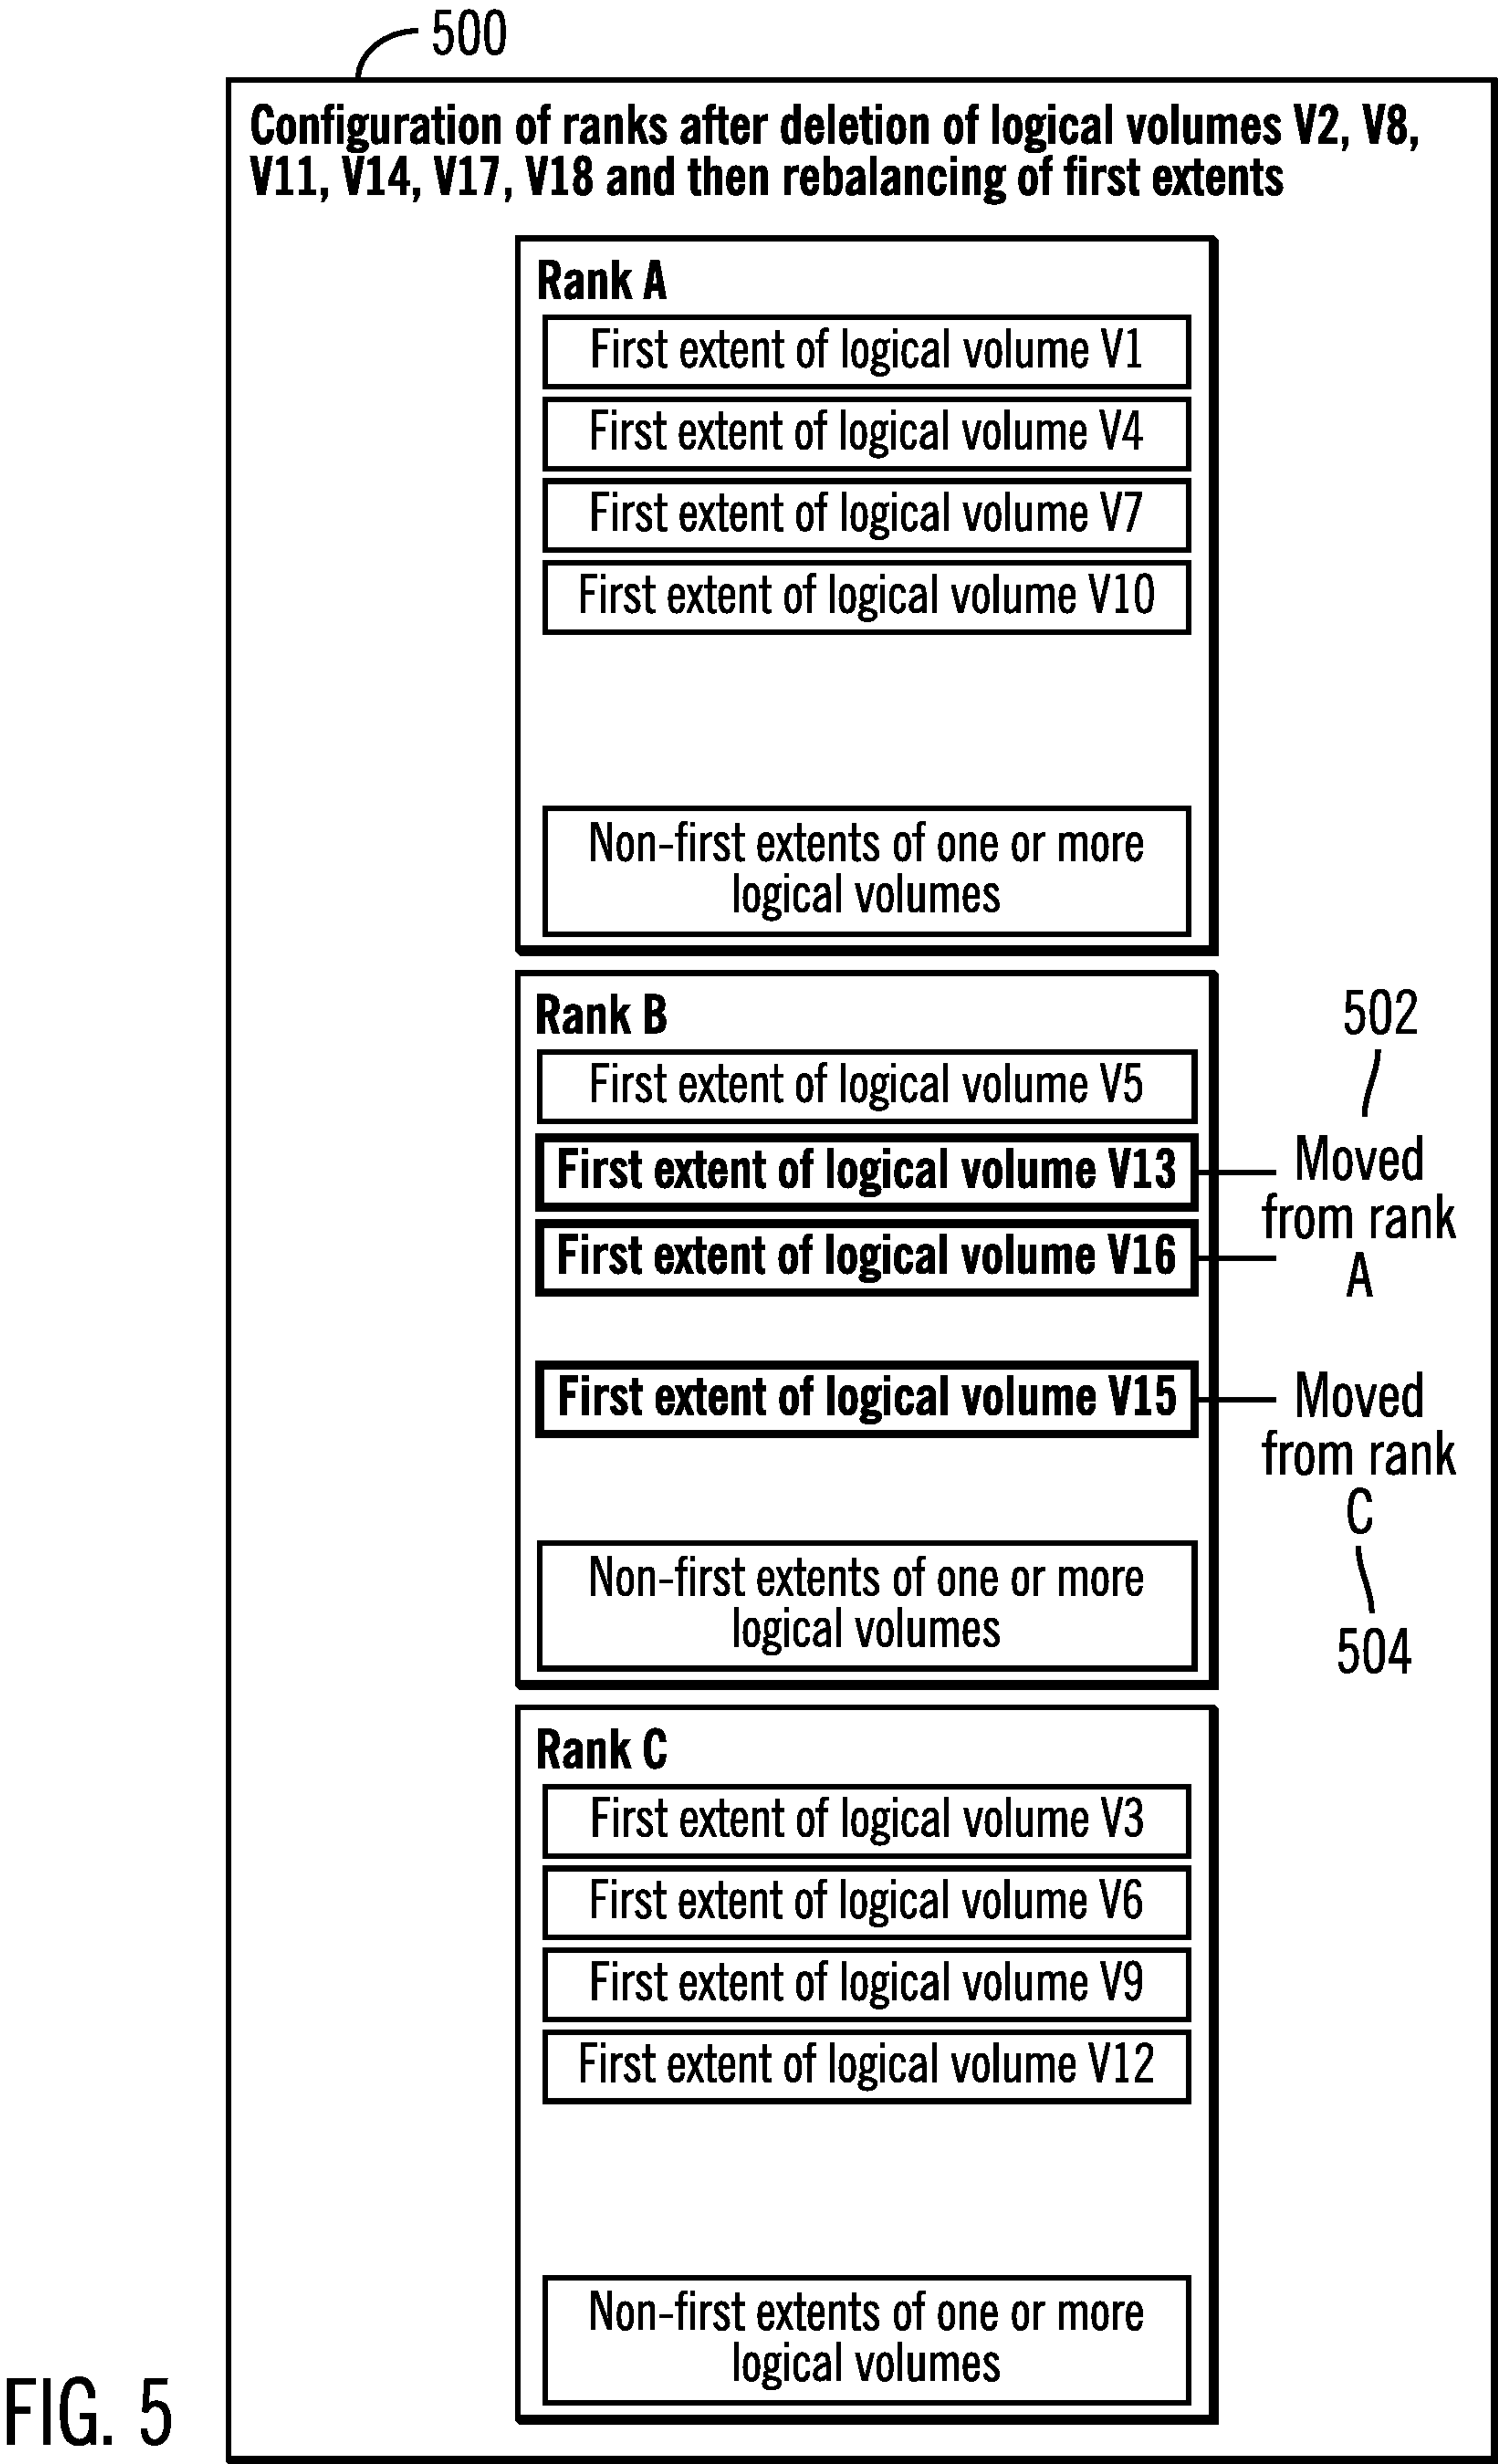 500
Configuration of ranks after deletion of logical volumes V2, V8,
V11, V14, V17, V18 and then rebalancing of first extents
Rank A
First extent of logical volume V1
First extent of logical volume V4
First extent of logical volume V7
First extent of logical volume V10
Non-first extents of one or more
logical volumes
Rank B
First extent of logical volume V5
First extent of logical volume V13
First extent of logical volume V16
502
Moved
from rank
A
First extent of logical volume V15
Moved
from rank
C
504
Non-first extents of one or more
logical volumes
Rank C
First extent of logical volume V3
First extent of logical volume V6
First extent of logical volume V9
First extent of logical volume V12
Non-first extents of one or more
logical volumes
FIG. 5